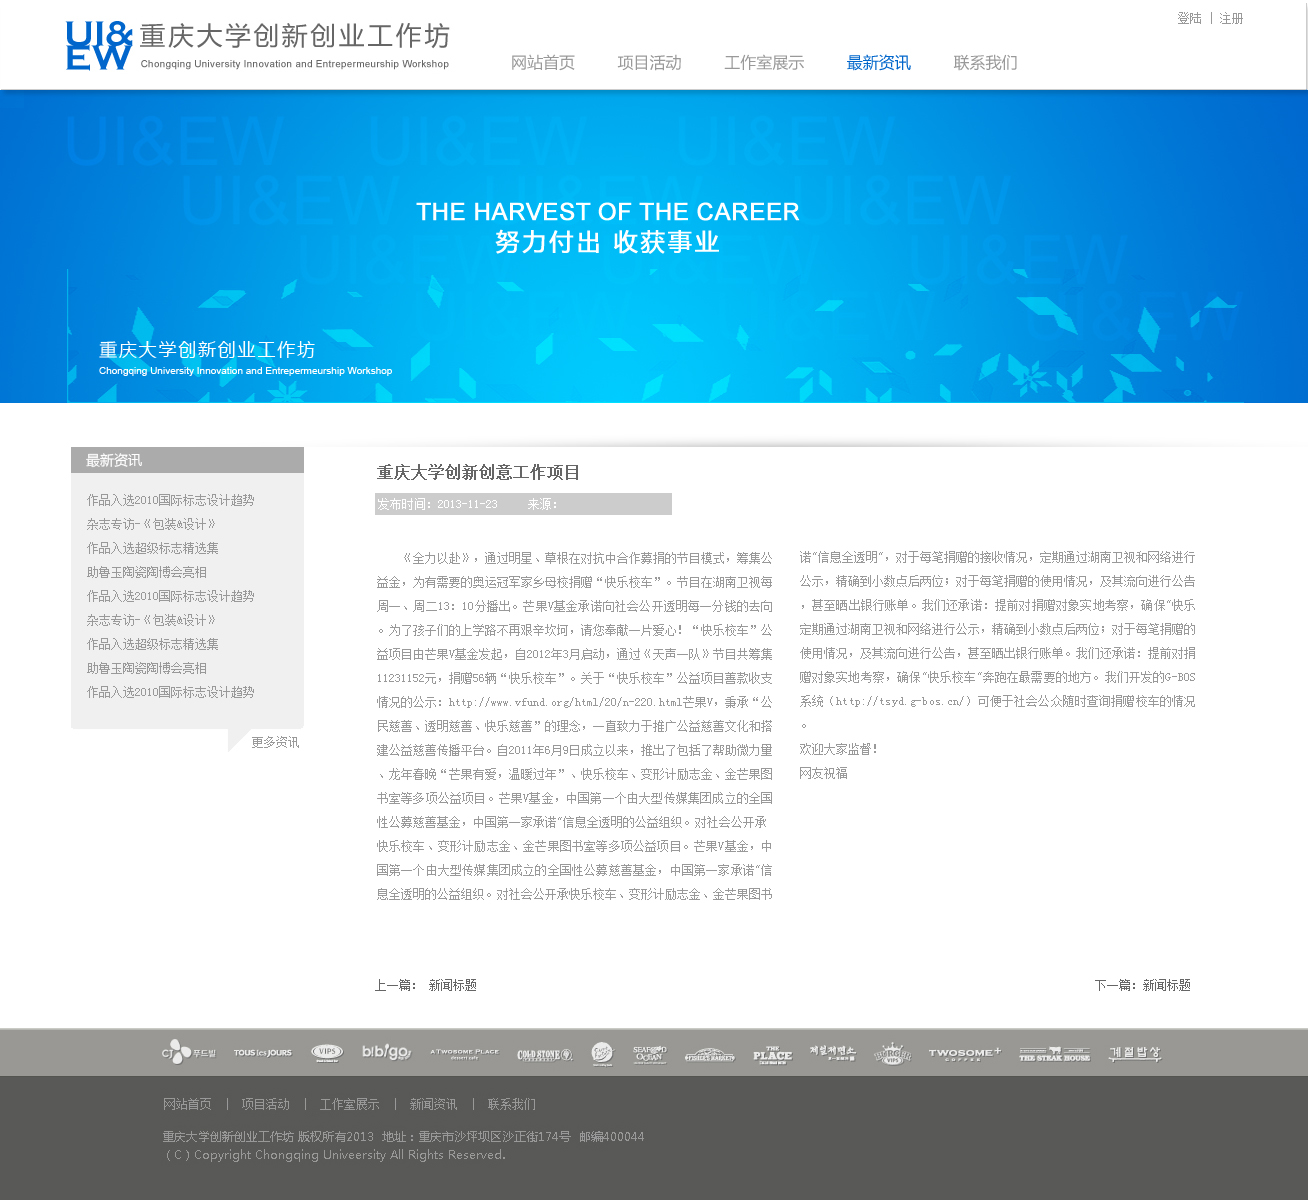 登陆 | 注册
UI&EW
重庆大学创新创业工作坊
Chongqing University Innovation and Entrepermeurship Workshop
网站首页 项目活动 工作室展示 最新资讯 联系我们
UI&EW UI&EW UI&EW
UI&EW UI&EW UI&EW
THE HARVEST OF THE CAREER
努力付出 收获事业
UI&EW UI&EW UI&EW
UI&EW UI&EW UI&EW
重庆大学创新创业工作坊
Chongqing University Innovation and Entrepermeurship Workshop
最新资讯
作品入选2010国际标志设计趋势
杂志专访-《包装&设计》
作品入选超级标志精选集
助鲁玉陶瓷陶博会亮相
作品入选2010国际标志设计趋势
杂志专访-《包装&设计》
作品入选超级标志精选集
助鲁玉陶瓷陶博会亮相
作品入选2010国际标志设计趋势
更多资讯
重庆大学创新创意工作项目
发布时间：2013-11-23 来源：
《全力以赴》，通过明星、草根在对抗中合作募捐的节目模式，筹集公
益金，为有需要的奥运冠军家乡母校捐赠“快乐校车”。节目在湖南卫视每
周一、周二13：10分播出。芒果V基金承诺向社会公开透明每一分钱的去向
。为了孩子们的上学路不再艰辛坎坷，请您奉献一片爱心！“快乐校车”公
益项目由芒果V基金发起，自2012年3月启动，通过《天声一队》节目共筹集
11231152元，捐赠56辆“快乐校车”。关于“快乐校车”公益项目善款收支
情况的公示：http://www.vfund.org/html/20/n-220.html芒果V，秉承“公
民慈善、透明慈善、快乐慈善”的理念，一直致力于推广公益慈善文化和搭
建公益慈善传播平台。自2011年6月9日成立以来，推出了包括了帮助微力量
、龙年春晚“芒果有爱，温暖过年”、快乐校车、变形计励志金、金芒果图
书室等多项公益项目。芒果V基金，中国第一个由大型传媒集团成立的全国
性公募慈善基金，中国第一家承诺“信息全透明的公益组织。对社会公开承
快乐校车、变形计励志金、金芒果图书室等多项公益项目。芒果V基金，中
国第一个由大型传媒集团成立的全国性公募慈善基金，中国第一家承诺“信
息全透明的公益组织。对社会公开承快乐校车、变形计励志金、金芒果图书
诺“信息全透明”，对于每笔捐赠的接收情况，定期通过湖南卫视和网络进行
公示，精确到小数点后两位；对于每笔捐赠的使用情况，及其流向进行公告
，甚至晒出银行账单。我们还承诺：提前对捐赠对象实地考察，确保“快乐
定期通过湖南卫视和网络进行公示，精确到小数点后两位；对于每笔捐赠的
使用情况，及其流向进行公告，甚至晒出银行账单。我们还承诺：提前对捐
赠对象实地考察，确保“快乐校车”奔跑在最需要的地方。我们开发的G-BOS
系统（http://tsyd.g-bos.cn/）可便于社会公众随时查询捐赠校车的情况
。
欢迎大家监督！
网友祝福
上一篇： 新闻标题
下一篇：新闻标题
CJ 푸드빌 TOUS les JOURS VIPS bibigo A TWOSOME PLACE COLD STONE SEAFOOD OCEAN FISHER'S MARKET THE PLACE 제일제면소 TWOSOME THE STEAK HOUSE 계절밥상
网站首页 | 项目活动 | 工作室展示 | 新闻资讯 | 联系我们
重庆大学创新创业工作坊 版权所有2013 地址：重庆市沙坪坝区沙正街174号 邮编400044
( C ) Copyright Chongqing Univeersity All Rights Reserved.